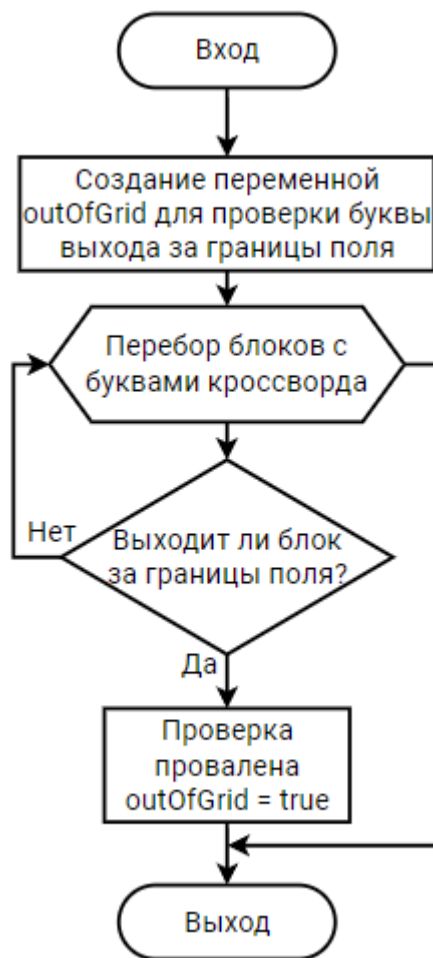 Вход
Создание переменной
outOfGrid для проверки буквы
выхода за границы поля
Перебор блоков с
буквами кроссворда
Нет
Выходит ли блок
за границы поля?
Да
Проверка
провалена
outOfGrid = true
Выход